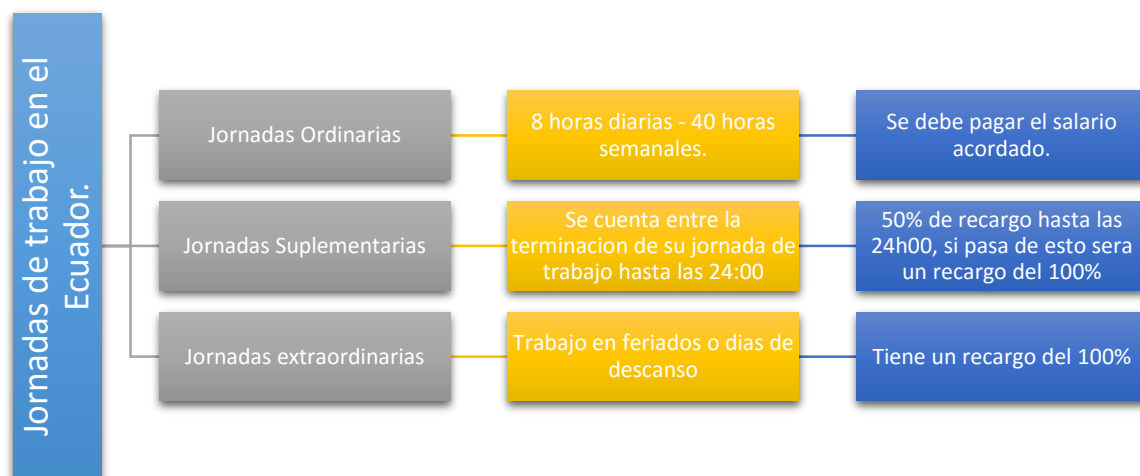 Jornadas de trabajo en el
Ecuador.
Jornadas Ordinarias
8 horas diarias - 40 horas
semanales.
Se debe pagar el salario
acordado.
Jornadas Suplementarias
Se cuenta entre la
terminacion de su jornada de
trabajo hasta las 24:00
50% de recargo hasta las
24h00, si pasa de esto sera
un recargo del 100%
Jornadas extraordinarias
Trabajo en feriados o dias de
descanso
Tiene un recargo del 100%